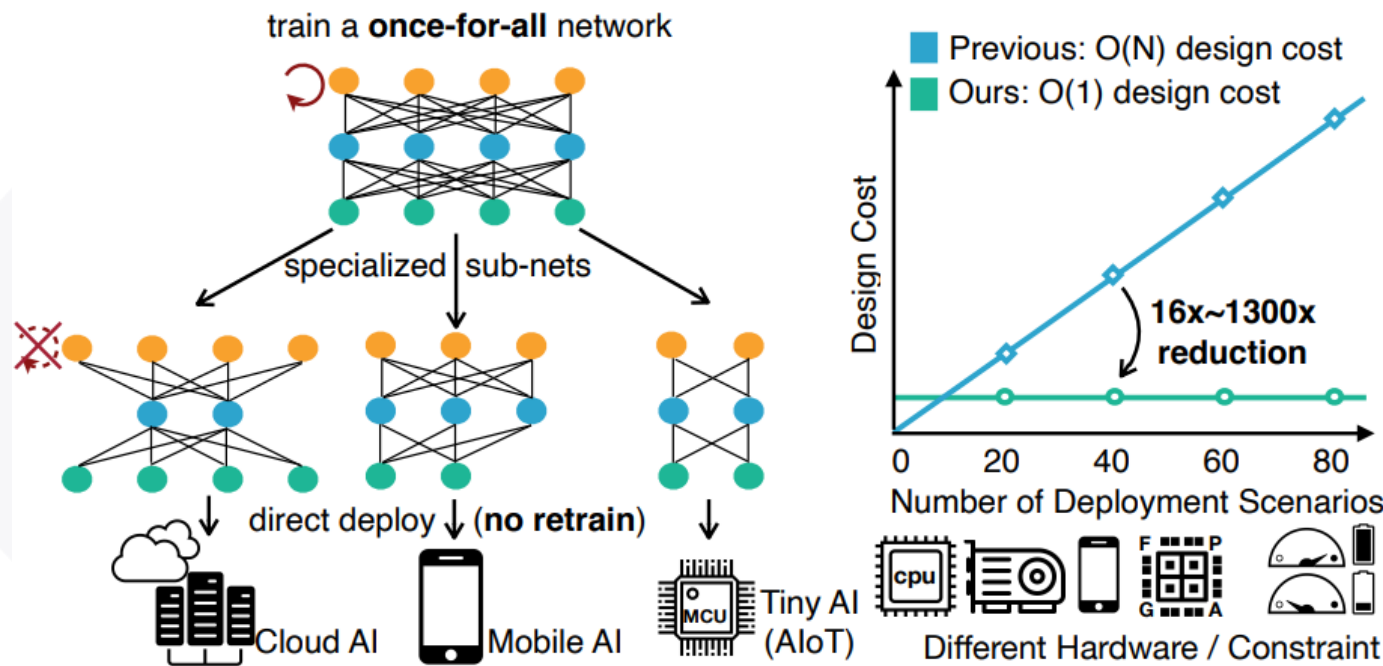 train a once-for-all network
specialized sub-nets
direct deploy (no retrain)
Cloud AI
Mobile AI
MCU
Tiny AI
(AIoT)
Previous: O(N) design cost
Ours: O(1) design cost
Design Cost
16x~1300x
reduction
0 20 40 60 80
Number of Deployment Scenarios
cpu
F P
G A
Different Hardware / Constraint